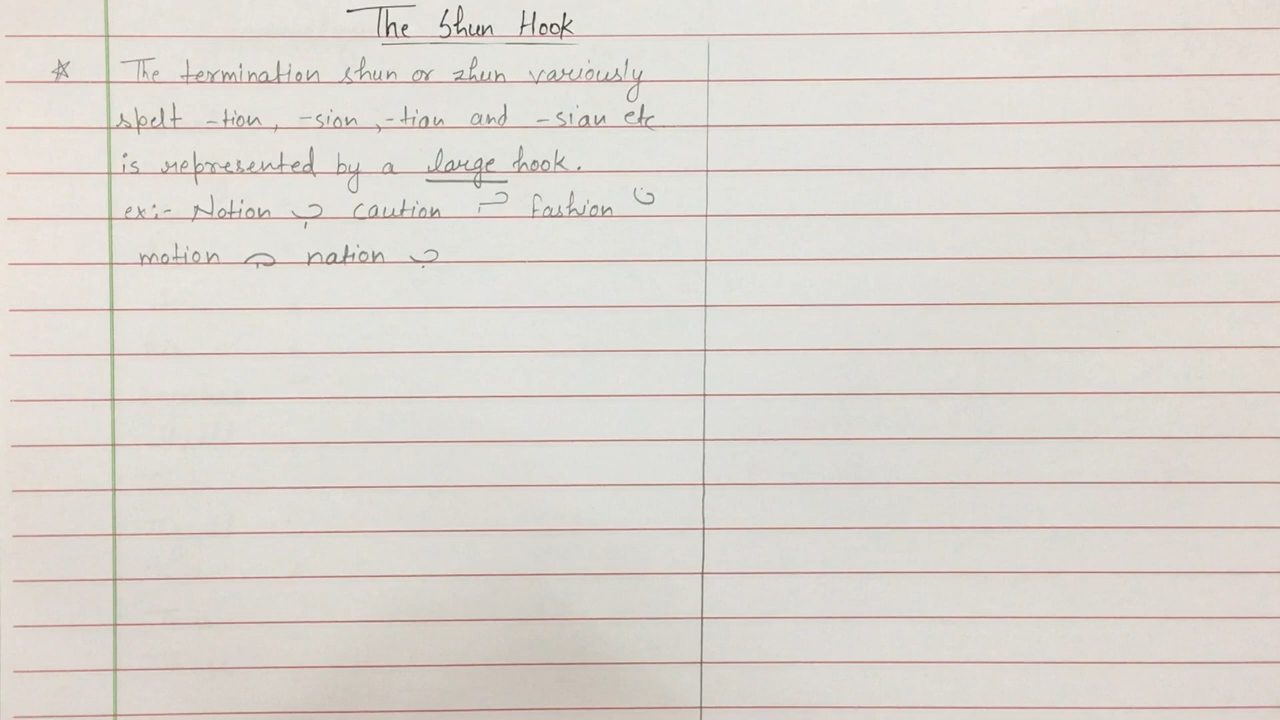 The Shun Hook
☆ The termination shun or zhun variously
spelt -tion, -sion, -tian and -sian etc
is represented by a large hook.
ex:- Notion caution fashion
motion nation